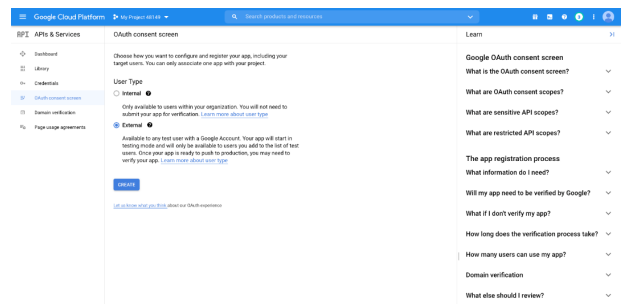 Google Cloud Platform
My Project 48148
Search products and resources
API APIs & Services
OAuth consent screen
Learn
Dashboard
Library
Credentials
OAuth consent screen
Domain verification
Page usage agreements
Choose how you want to configure and register your app, including your
target users. You can only associate one app with your project.
User Type
Internal
Only available to users within your organization. You will not need to
submit your app for verification. Learn more about user type
External
Available to any test user with a Google Account. Your app will start in
testing mode and will only be available to users you add to the list of test
users. Once your app is ready to push to production, you may need to
verify your app. Learn more about user type
CREATE
Let us know what you think about our OAuth experience
Google OAuth consent screen
What is the OAuth consent screen?
What are OAuth consent scopes?
What are sensitive API scopes?
What are restricted API scopes?
The app registration process
What information do I need?
Will my app need to be verified by Google?
What if I don't verify my app?
How long does the verification process take?
How many users can use my app?
Domain verification
What else should I review?